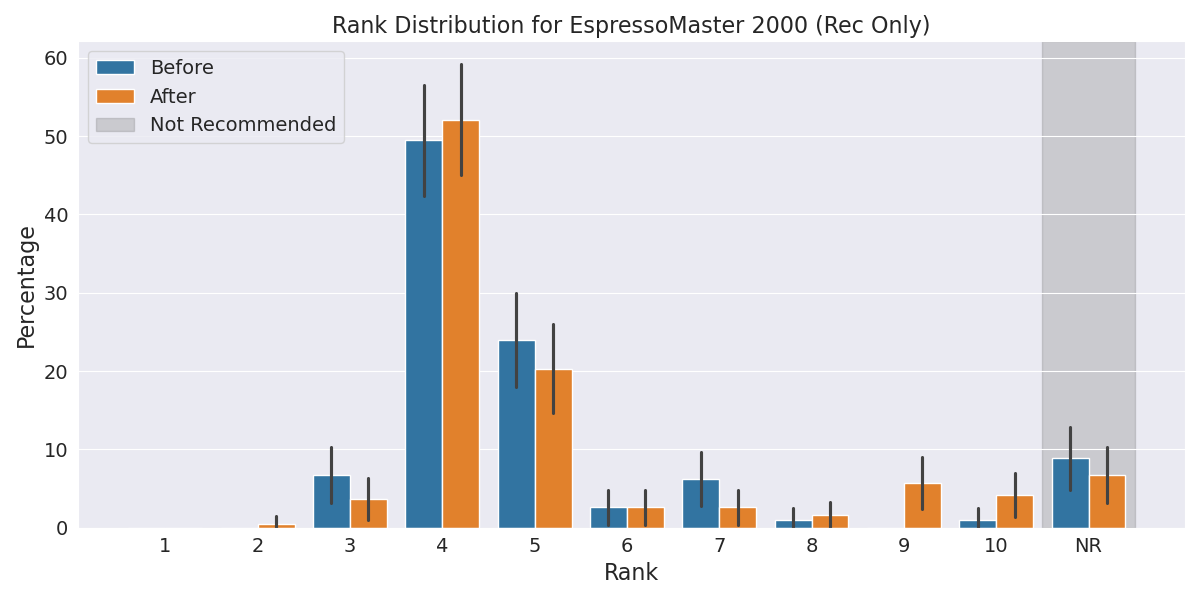 Rank Distribution for EspressoMaster 2000 (Rec Only)
Before
After
Not Recommended
Percentage
60
50
40
30
20
10
0
1 2 3 4 5 6 7 8 9 10 NR
Rank